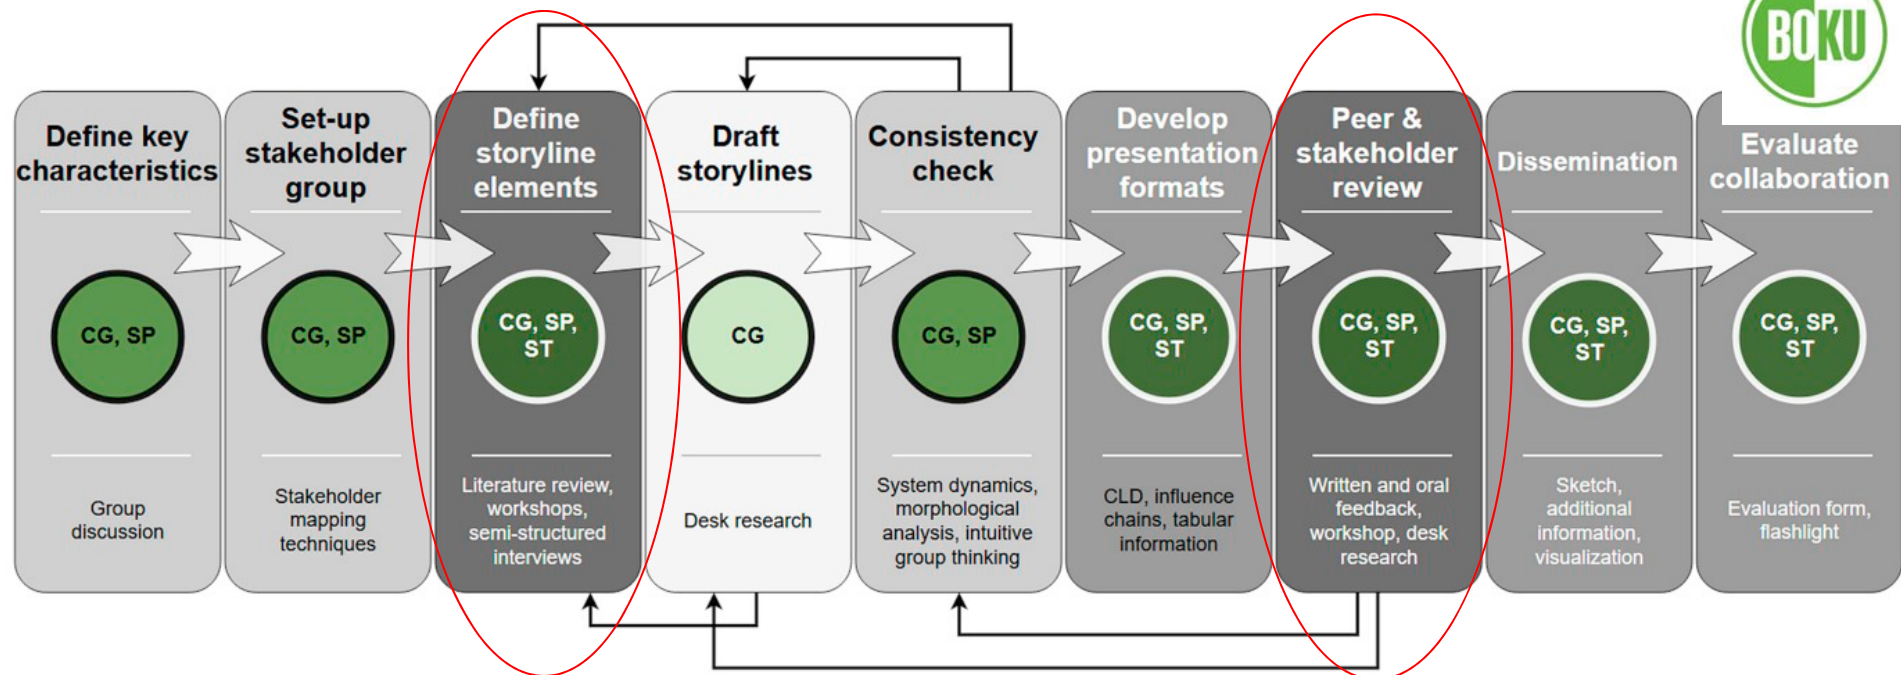 BOKU
Define key
characteristics
CG, SP
Group
discussion
Set-up
stakeholder
group
CG, SP
Stakeholder
mapping
techniques
Define
storyline
elements
CG, SP,
ST
Literature review,
workshops,
semi-structured
interviews
Draft
storylines
CG
Desk research
Consistency
check
CG, SP
System dynamics,
morphological
analysis, intuitive
group thinking
Develop
presentation
formats
CG, SP,
ST
CLD, influence
chains, tabular
information
Peer &
stakeholder
review
CG, SP,
ST
Written and oral
feedback,
workshop, desk
research
Dissemination
CG, SP,
ST
Sketch,
additional
information,
visualization
Evaluate
collaboration
CG, SP,
ST
Evaluation form,
flashlight